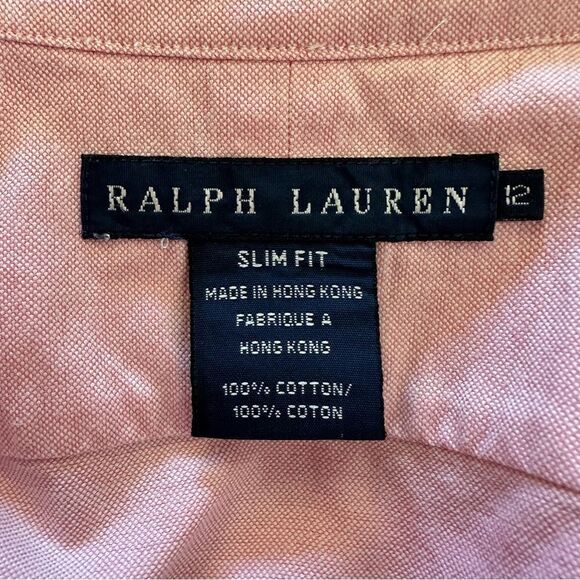 RALPH LAUREN 12
SLIM FIT
MADE IN HONG KONG
FABRIQUE A
HONG KONG
100% COTTON/
100% COTON